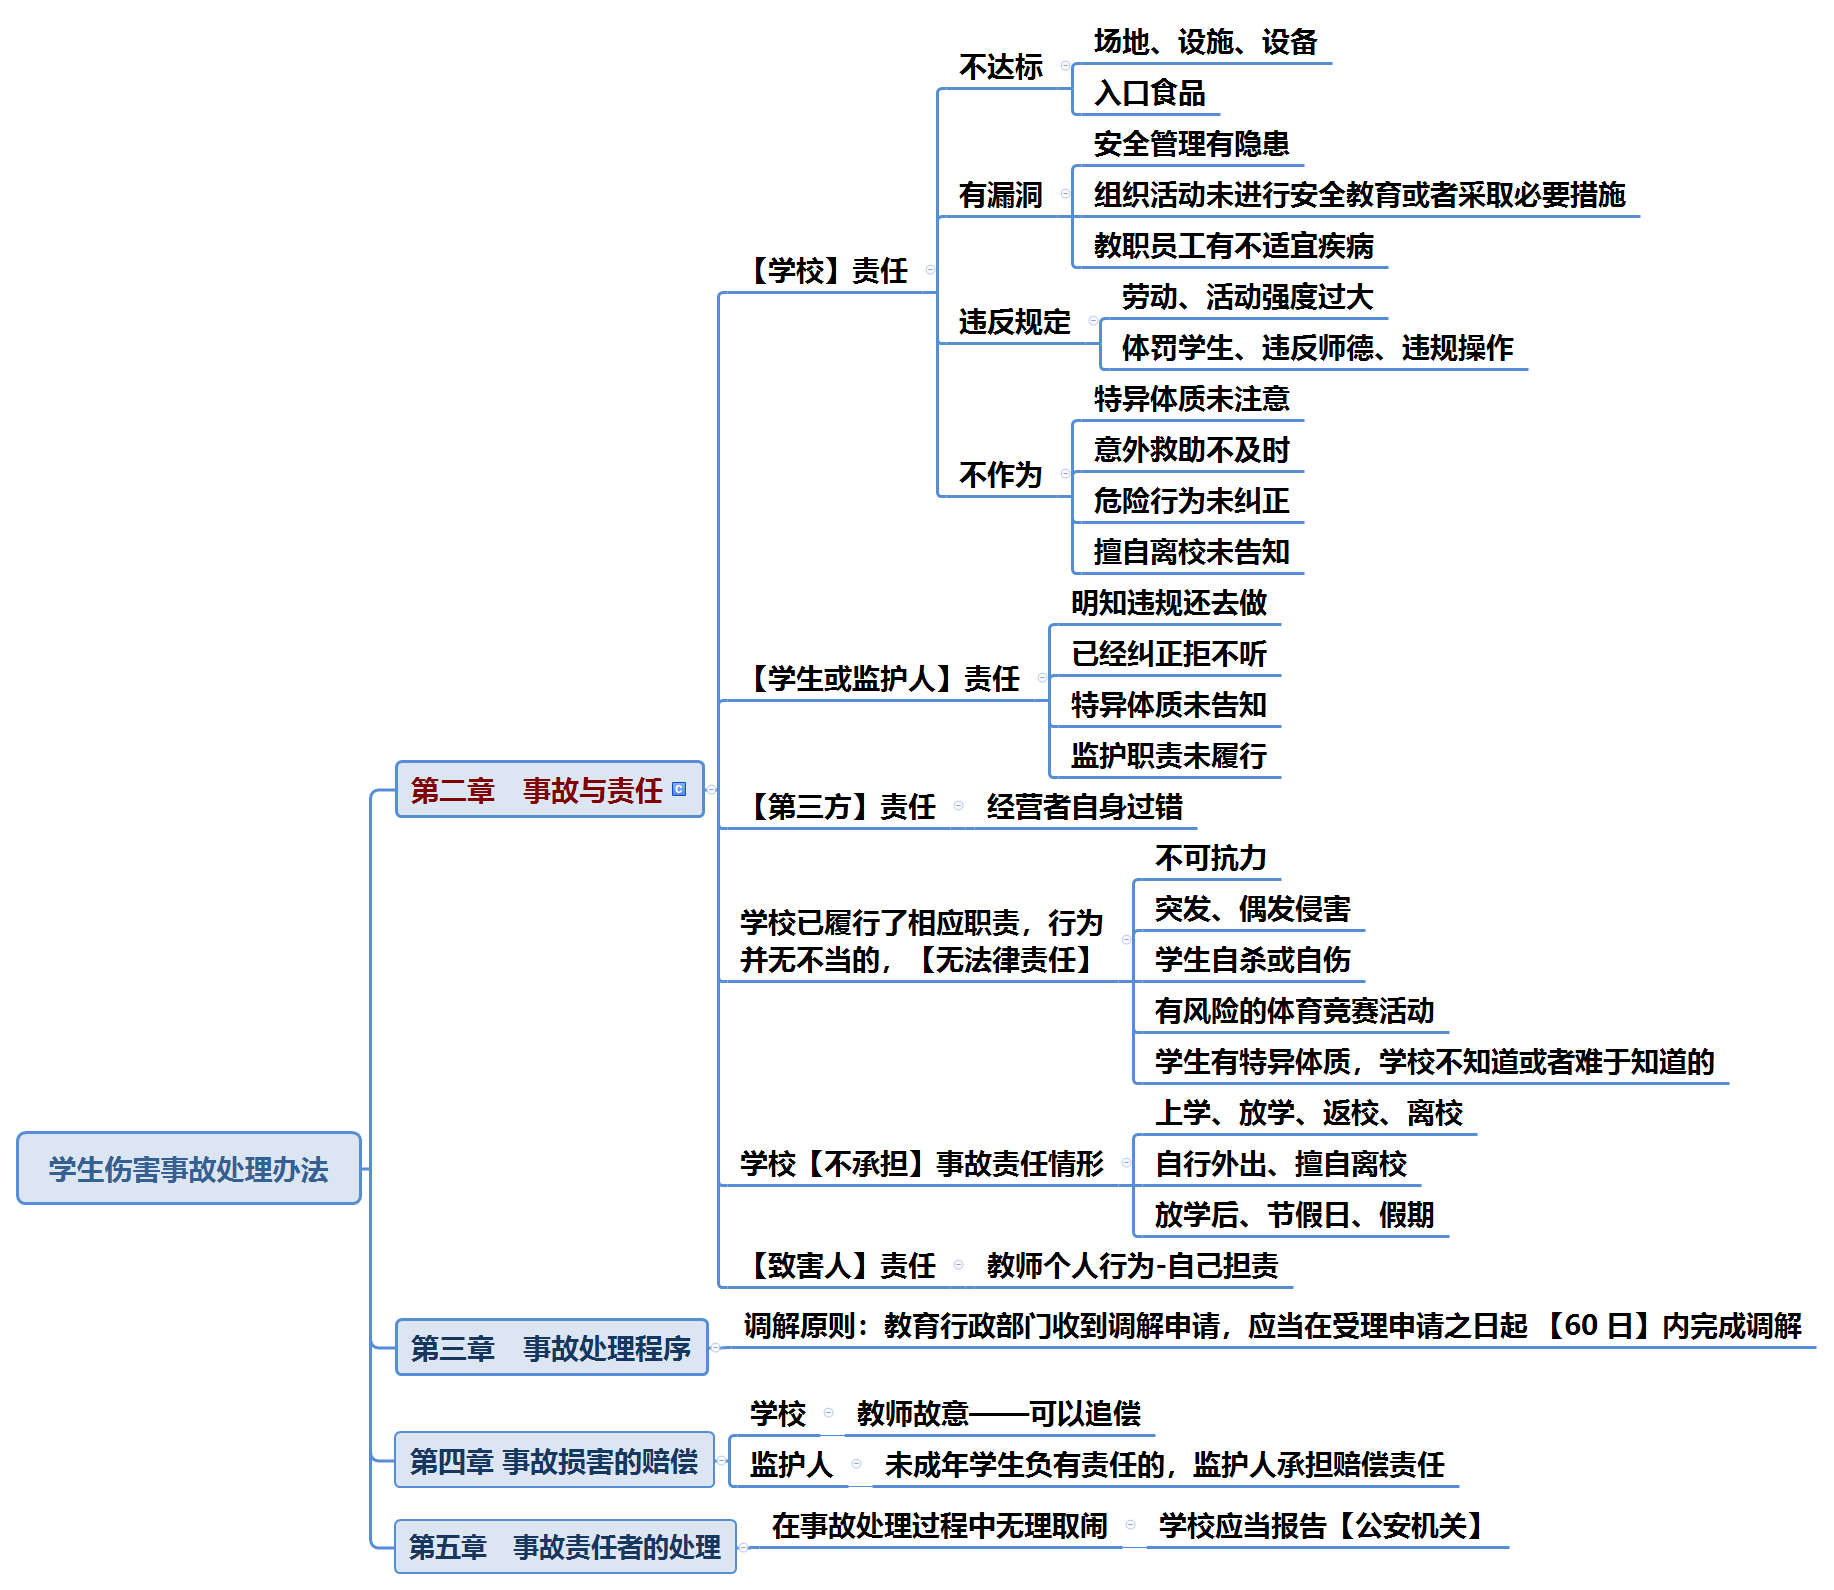 学生伤害事故处理办法
第二章 事故与责任
【学校】责任
不达标
场地、设施、设备
入口食品
有漏洞
安全管理有隐患
组织活动未进行安全教育或者采取必要措施
教职员工有不适宜疾病
违反规定
劳动、活动强度过大
体罚学生、违反师德、违规操作
不作为
特异体质未注意
意外救助不及时
危险行为未纠正
擅自离校未告知
【学生或监护人】责任
明知违规还去做
已经纠正拒不听
特异体质未告知
监护职责未履行
【第三方】责任
经营者自身过错
学校已履行了相应职责，行为
并无不当的，【无法律责任】
不可抗力
突发、偶发侵害
学生自杀或自伤
有风险的体育竞赛活动
学生有特异体质，学校不知道或者难于知道的
学校【不承担】事故责任情形
上学、放学、返校、离校
自行外出、擅自离校
放学后、节假日、假期
【致害人】责任
教师个人行为-自己担责
第三章 事故处理程序
调解原则：教育行政部门收到调解申请，应当在受理申请之日起 【60 日】内完成调解
第四章 事故损害的赔偿
学校
教师故意——可以追偿
监护人
未成年学生负有责任的，监护人承担赔偿责任
第五章 事故责任者的处理
在事故处理过程中无理取闹
学校应当报告【公安机关】